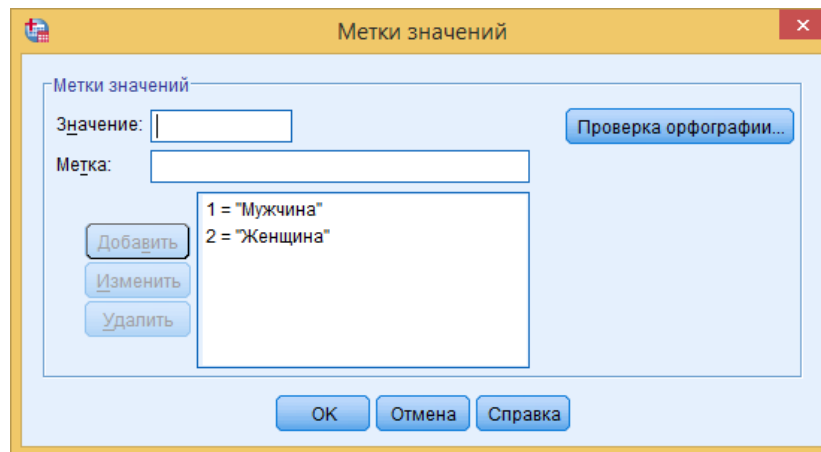 Метки значений
Метки значений
Значение:
Проверка орфографии...
Метка:
1 = "Мужчина"
2 = "Женщина"
Добавить
Изменить
Удалить
OK Отмена Справка